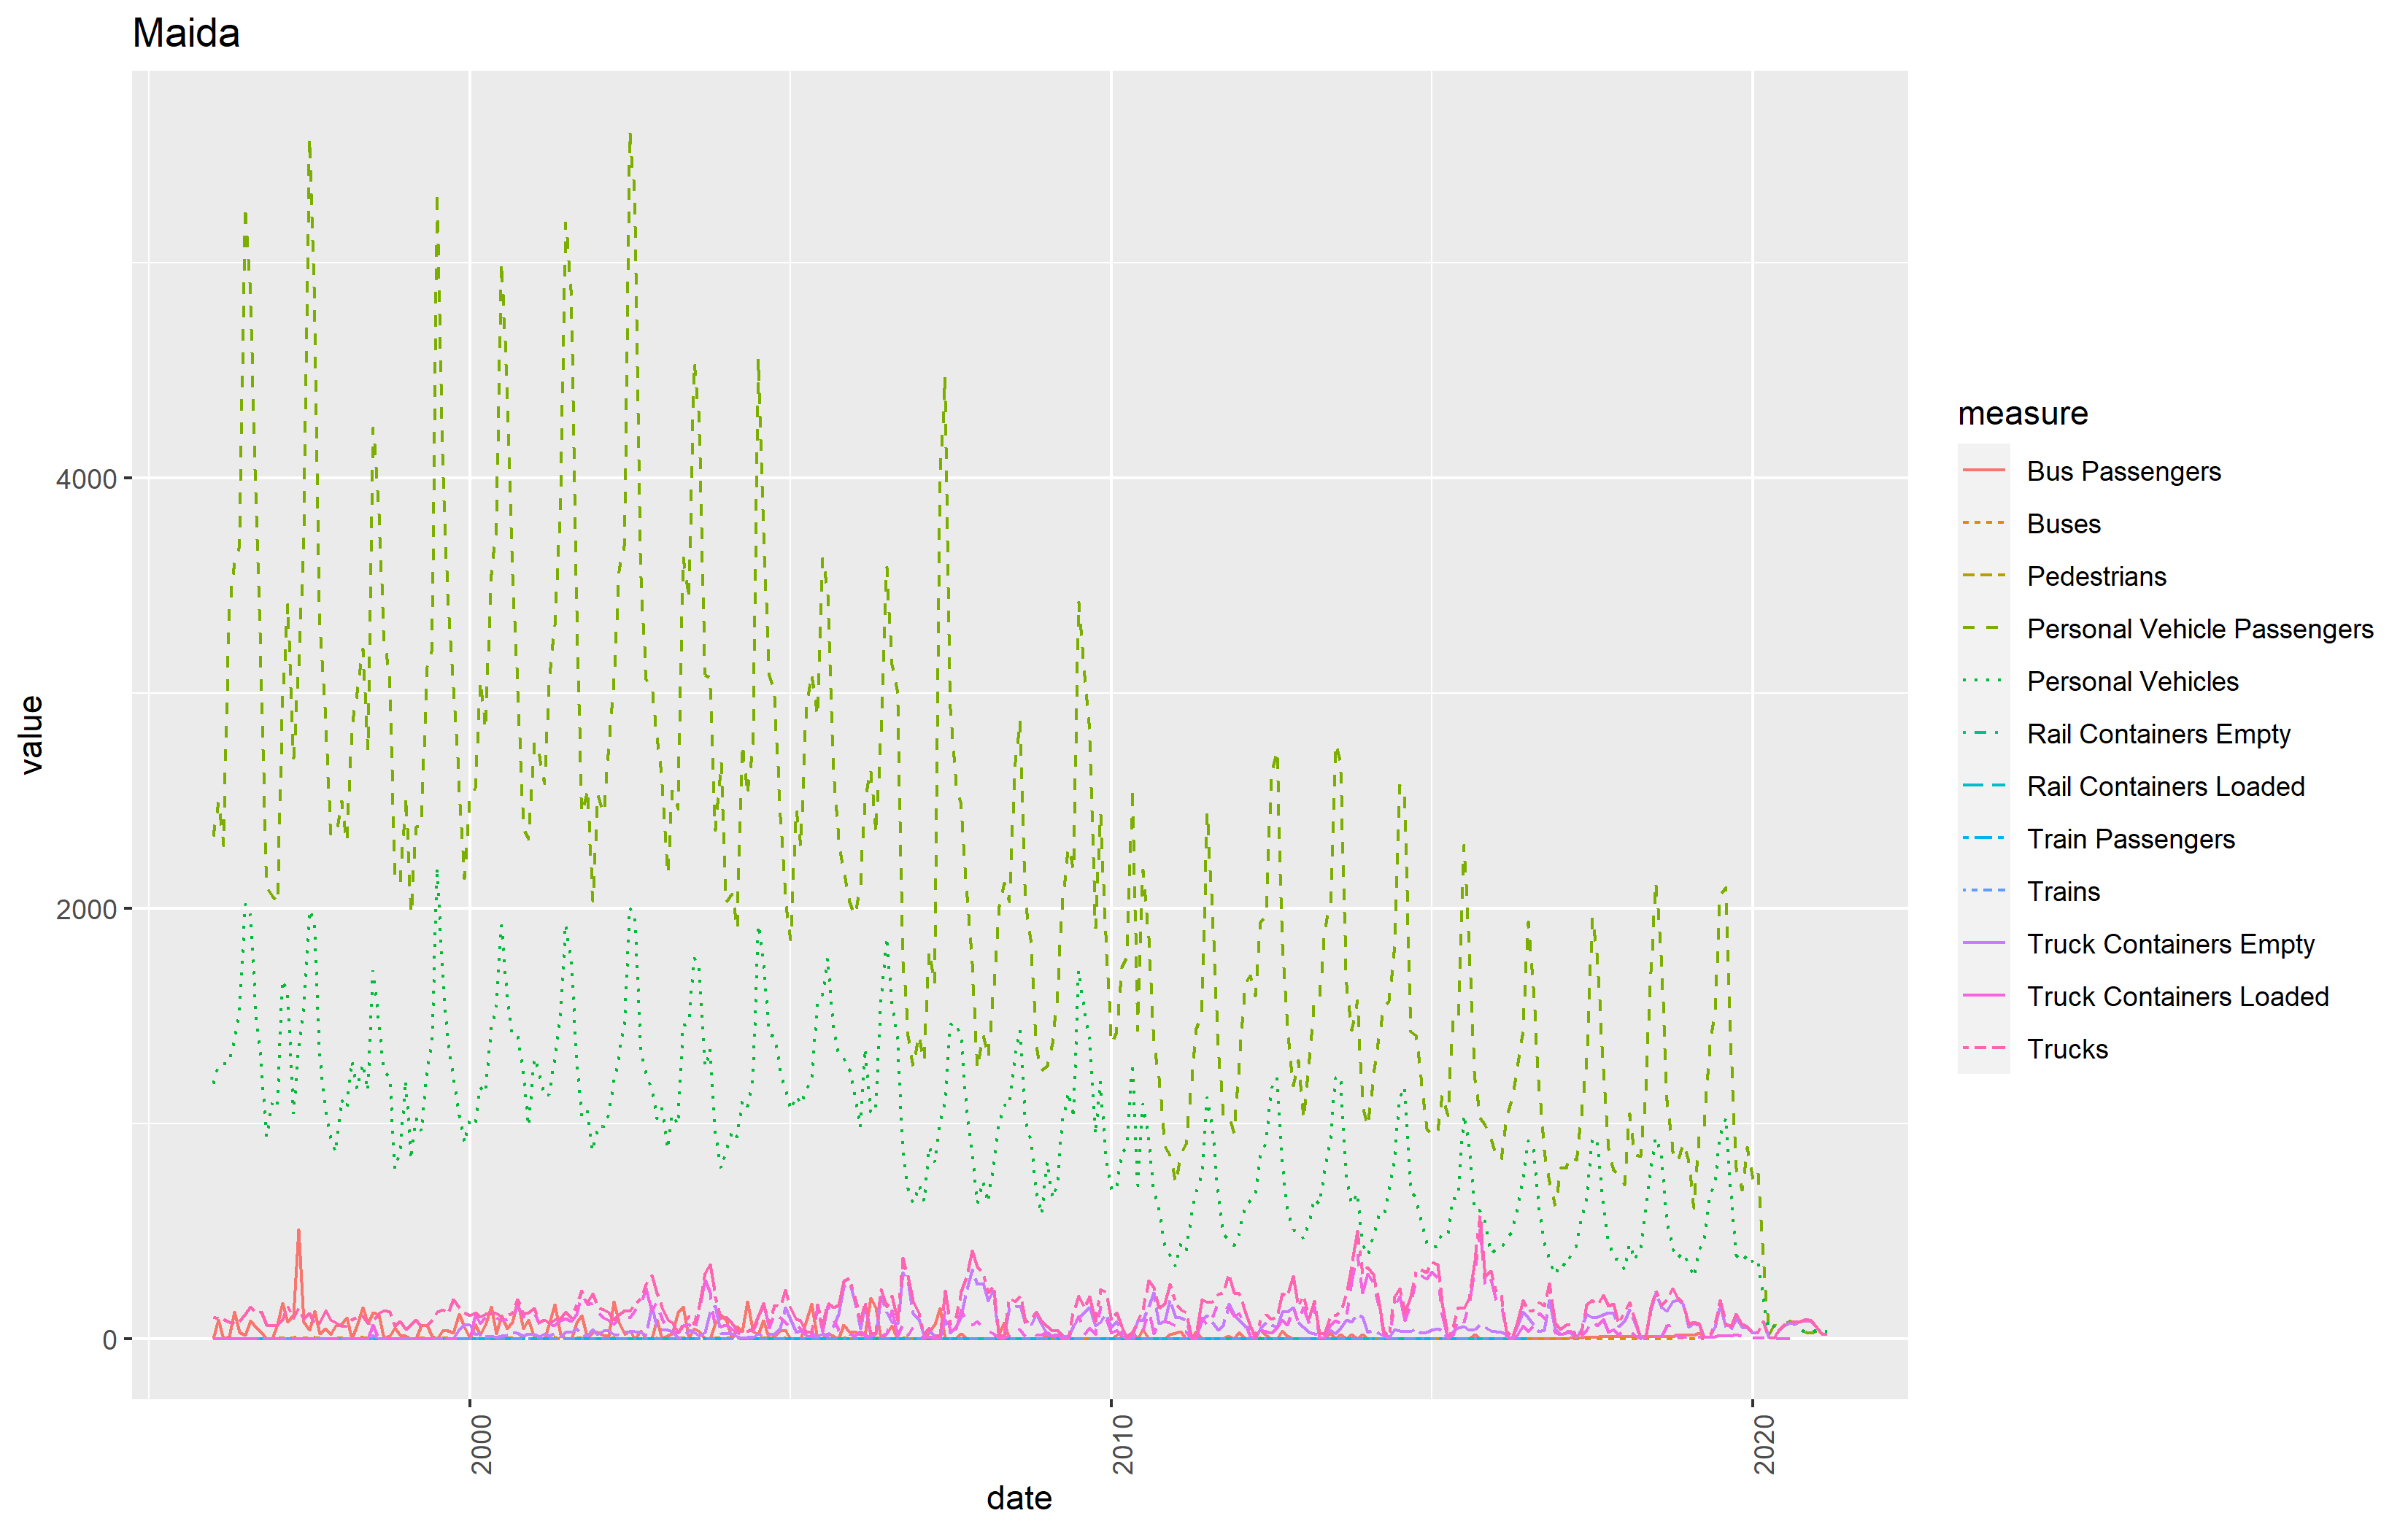 Maida
value
4000
2000
0
2000
2010
2020
date
measure
Bus Passengers
Buses
Pedestrians
Personal Vehicle Passengers
Personal Vehicles
Rail Containers Empty
Rail Containers Loaded
Train Passengers
Trains
Truck Containers Empty
Truck Containers Loaded
Trucks